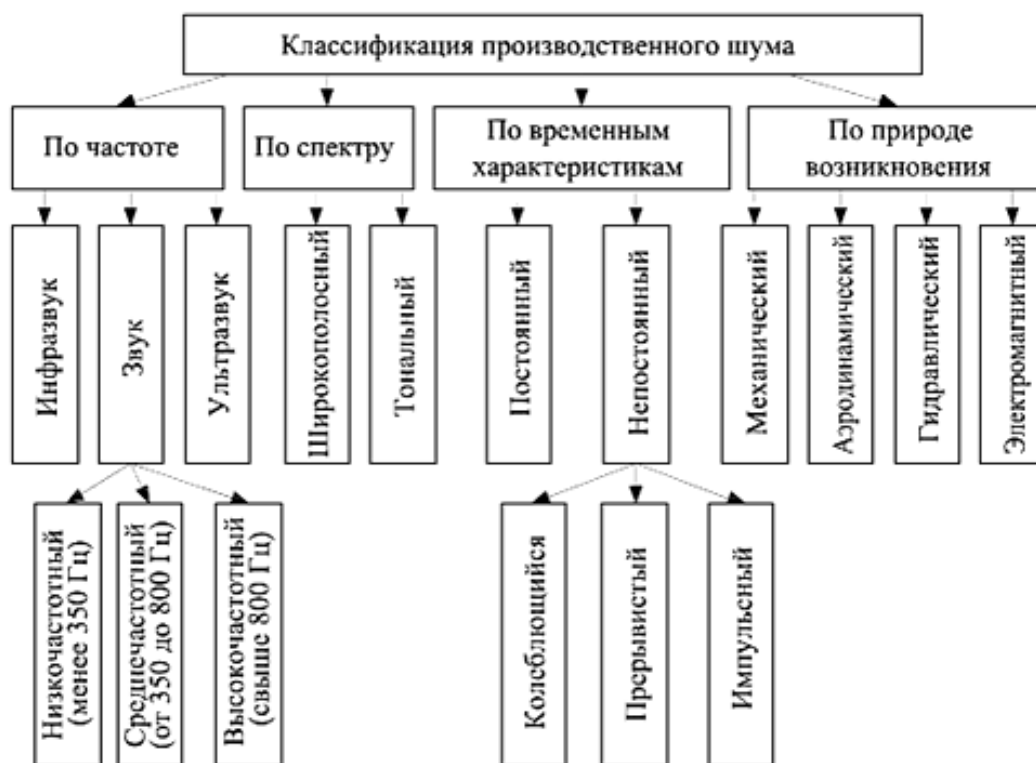 Классификация производственного шума
По частоте
По спектру
По временным
характеристикам
По природе
возникновения
Инфразвук
Звук
Ультразвук
Широкополосный
Тональный
Постоянный
Непостоянный
Механический
Аэродинамический
Гидравлический
Электромагнитный
Низкочастотный
(менее 350 Гц)
Среднечастотный
(от 350 до 800 Гц)
Высокочастотный
(свыше 800 Гц)
Колеблющийся
Прерывистый
Импульсный